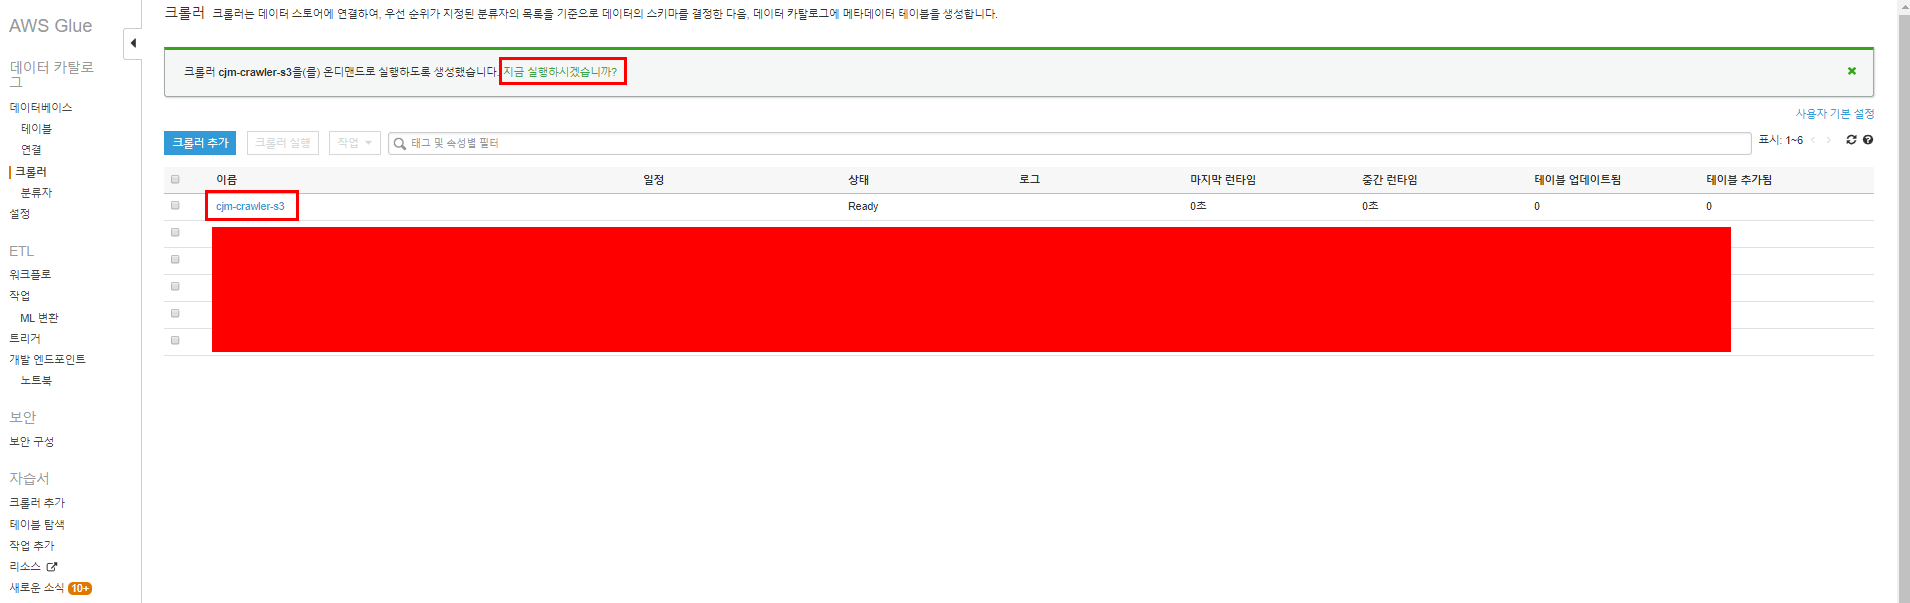 AWS Glue
데이터 카탈로
그
데이터베이스
테이블
연결
크롤러
분류자
설정
ETL
워크플로
작업
ML 변환
트리거
개발 엔드포인트
노트북
보안
보안 구성
자습서
크롤러 추가
테이블 탐색
작업 추가
리소스
새로운 소식 10+
크롤러 크롤러는 데이터 스토어에 연결하여, 우선 순위가 지정된 분류자의 목록을 기준으로 데이터의 스키마를 결정한 다음, 데이터 카탈로그에 메타데이터 테이블을 생성합니다.
크롤러 cjm-crawler-s3을(를) 온디맨드로 실행하도록 생성했습니다. 지금 실행하시겠습니까?
사용자 기본 설정
크롤러 추가 크롤러 실행 작업 태그 및 속성별 필터 표시: 1~6
이름 일정 상태 로그 마지막 런타임 중간 런타임 테이블 업데이트됨 테이블 추가됨
cjm-crawler-s3 Ready 0초 0초 0 0